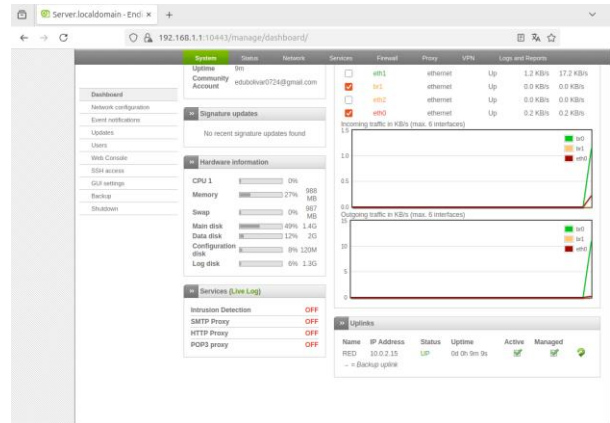 Server.localdomain - Endi
192.168.1.1:10443/manage/dashboard/
System Status Network Services Firewall Proxy VPN Logs and Reports
Dashboard
Network configuration
Event notifications
Updates
Users
Web Console
SSH access
GUI settings
Backup
Shutdown
Uptime 9m
Community Account edubolivar0724@gmail.com
Signature updates
No recent signature updates found
Hardware information
CPU 1 0%
Memory 27% 988 MB
Swap 0% 987 MB
Main disk 49% 1.4G
Data disk 12% 2G
Configuration disk 8% 120M
Log disk 6% 1.3G
Services (Live Log)
Intrusion Detection OFF
SMTP Proxy OFF
HTTP Proxy OFF
POP3 proxy OFF
eth1 ethernet Up 1.2 KB/s 17.2 KB/s
br1 ethernet Up 0.0 KB/s 0.0 KB/s
eth2 ethernet Up 0.0 KB/s 0.0 KB/s
eth0 ethernet Up 0.2 KB/s 0.2 KB/s
Incoming traffic in KB/s (max. 6 interfaces)
1.5
1.0
0.5
0.0
br0
br1
eth0
Outgoing traffic in KB/s (max. 6 interfaces)
15
10
5
0
br0
br1
eth0
Uplinks
Name IP Address Status Uptime Active Managed
RED 10.0.2.15 UP 0d 0h 9m 9s
= Backup uplink